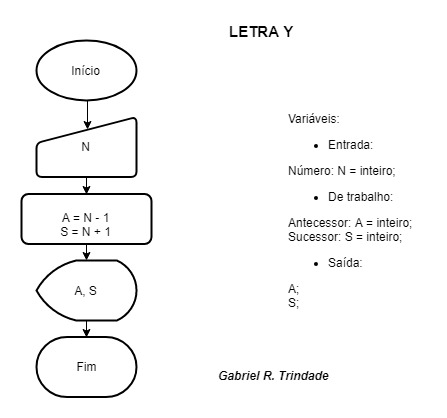 LETRA Y
Início
N
A = N - 1
S = N + 1
A, S
Fim
Variáveis:
• Entrada:
Número: N = inteiro;
• De trabalho:
Antecessor: A = inteiro;
Sucessor: S = inteiro;
• Saída:
A;
S;
Gabriel R. Trindade